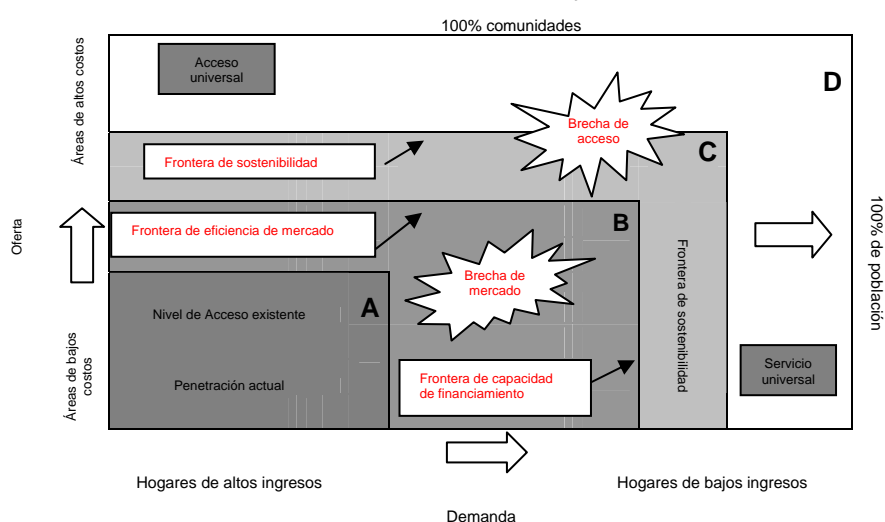 100% comunidades
Áreas de altos costos
Acceso
universal
D
Brecha de
acceso
C
Frontera de sostenibilidad
Oferta
B
Frontera de eficiencia de mercado
100% de población
Frontera de sostenibilidad
Brecha de
mercado
A
Nivel de Acceso existente
Áreas de bajos
costos
Penetración actual
Frontera de capacidad
de financiamiento
Servicio
universal
Hogares de altos ingresos
Hogares de bajos ingresos
Demanda